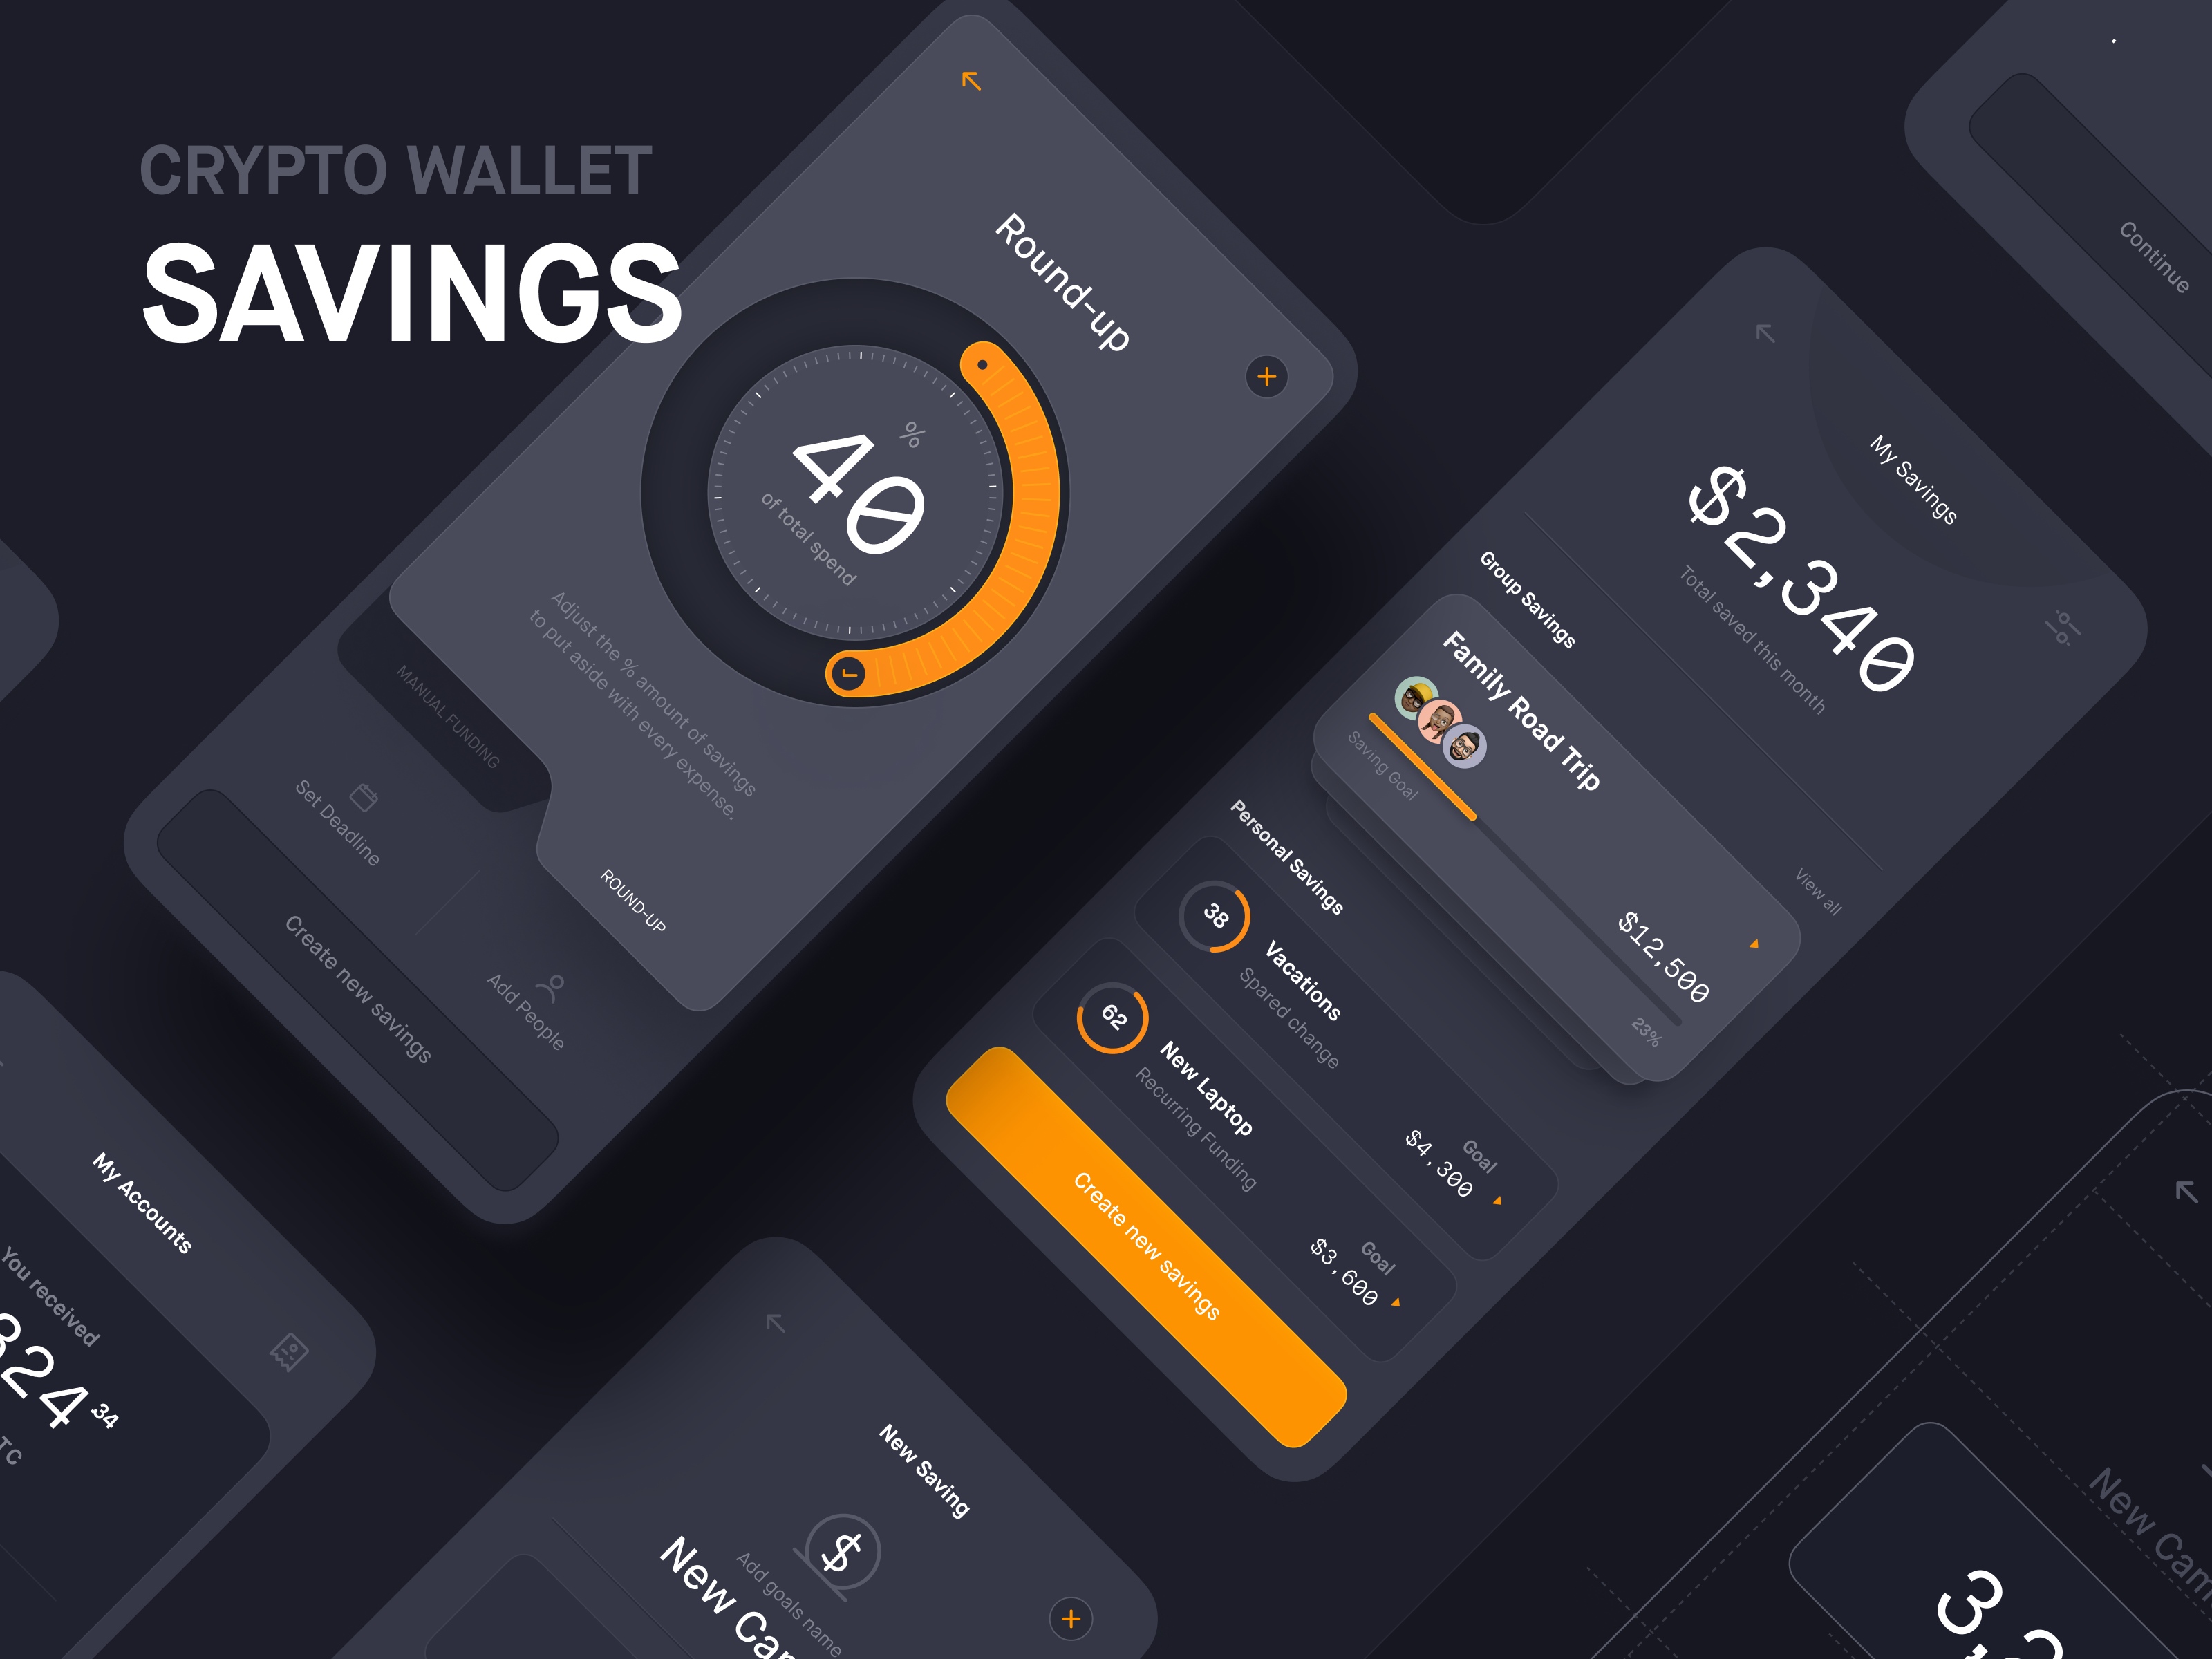 CRYPTO WALLET
SAVINGS
Round-up
%
40
of total spend
Adjust the % amount of savings
to put aside with every expense.
MANUAL FUNDING
ROUND-UP
Set Deadline
Add People
Create new savings
Continue
My Savings
$2,340
Total saved this month
Group Savings
View all
Family Road Trip
$12,500
Saving Goal
23%
Personal Savings
38
Vacations
Spared change
Goal
$4,300
62
New Laptop
Recurring Funding
Goal
$3,600
Create new savings
My Accounts
You received
324.34
TC
New Saving
$
Add goals name
New Car
New Cam
3,2